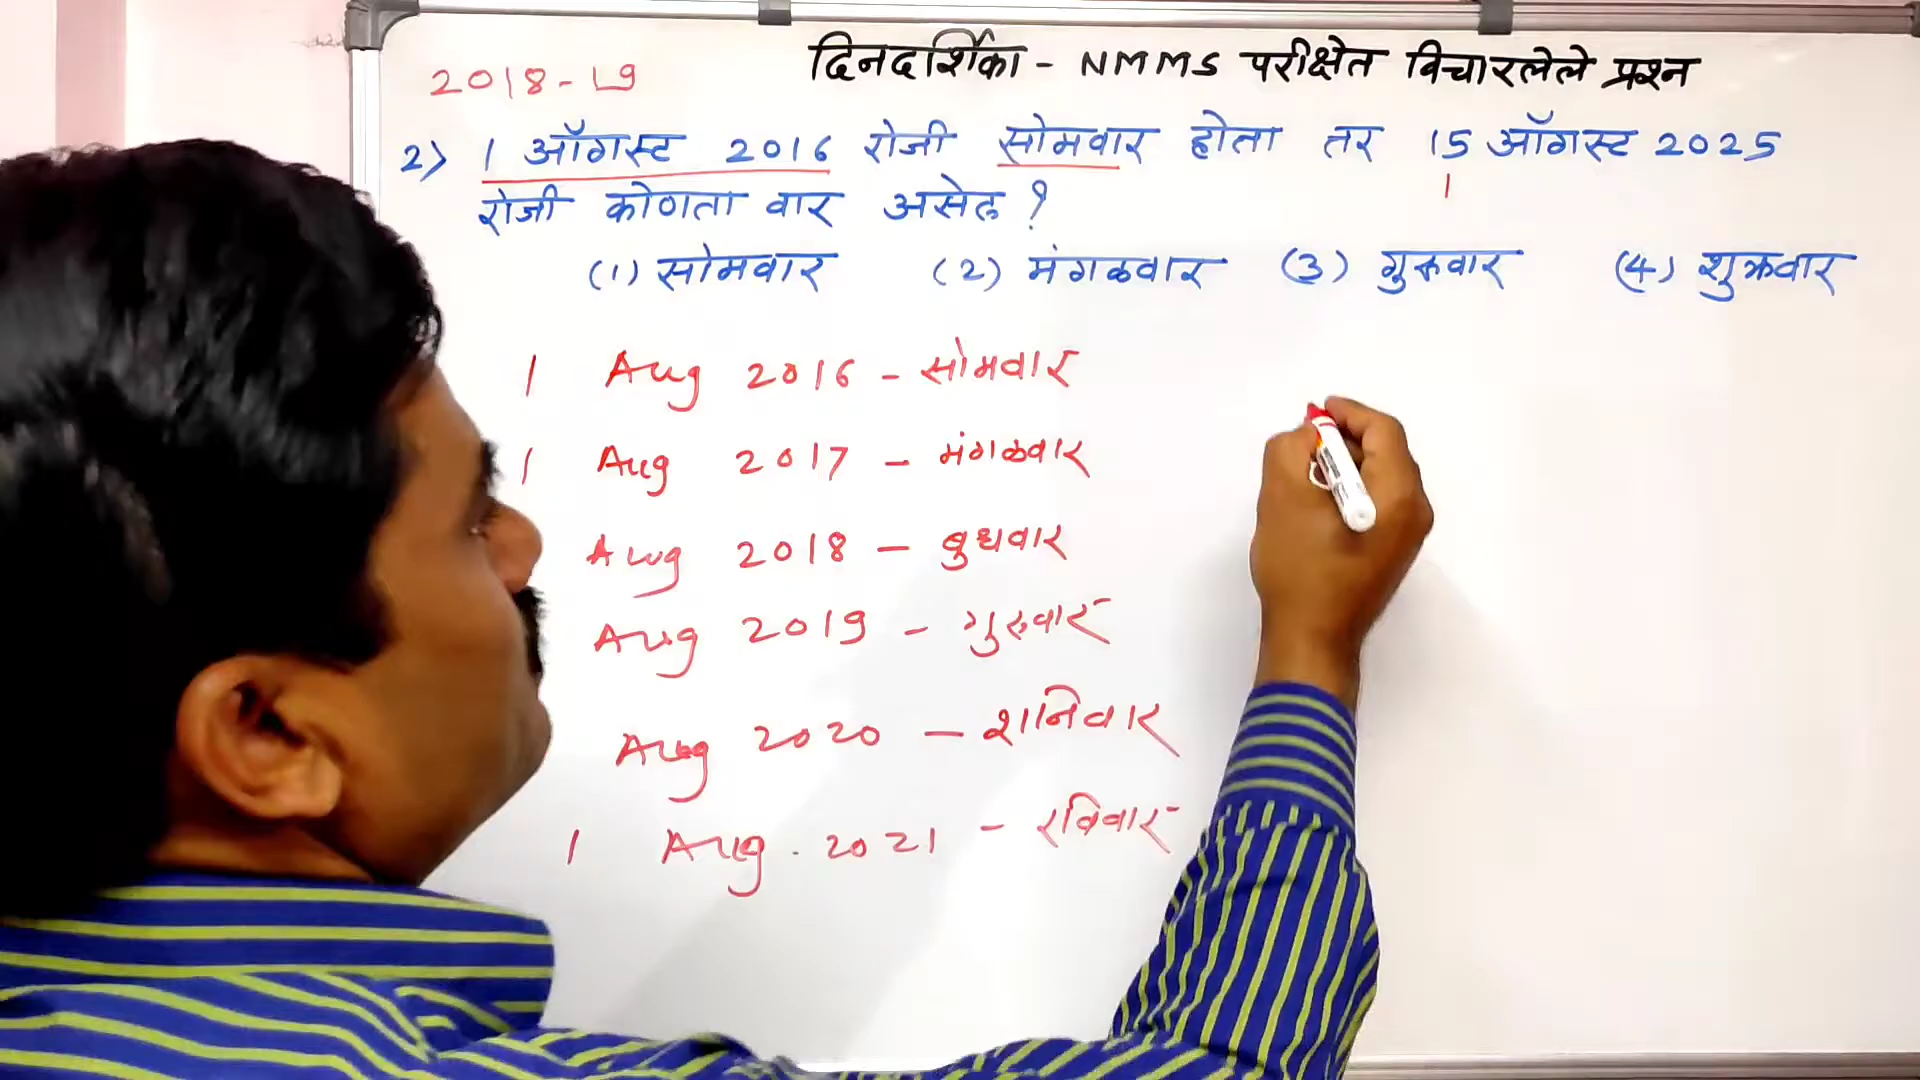 दिनदर्शिका - NMMS परीक्षेत विचारलेले प्रश्न
2018-19
2) 1 ऑगस्ट 2016 रोजी सोमवार होता तर 15 ऑगस्ट 2025
रोजी कोणता वार असेल ?
(1) सोमवार (2) मंगळवार (3) गुरुवार (4) शुक्रवार
1 Aug 2016 - सोमवार
1 Aug 2017 - मंगळवार
Aug 2018 - बुधवार
Aug 2019 - गुरुवार
Aug 2020 - शनिवार
1 Aug. 2021 - रविवार